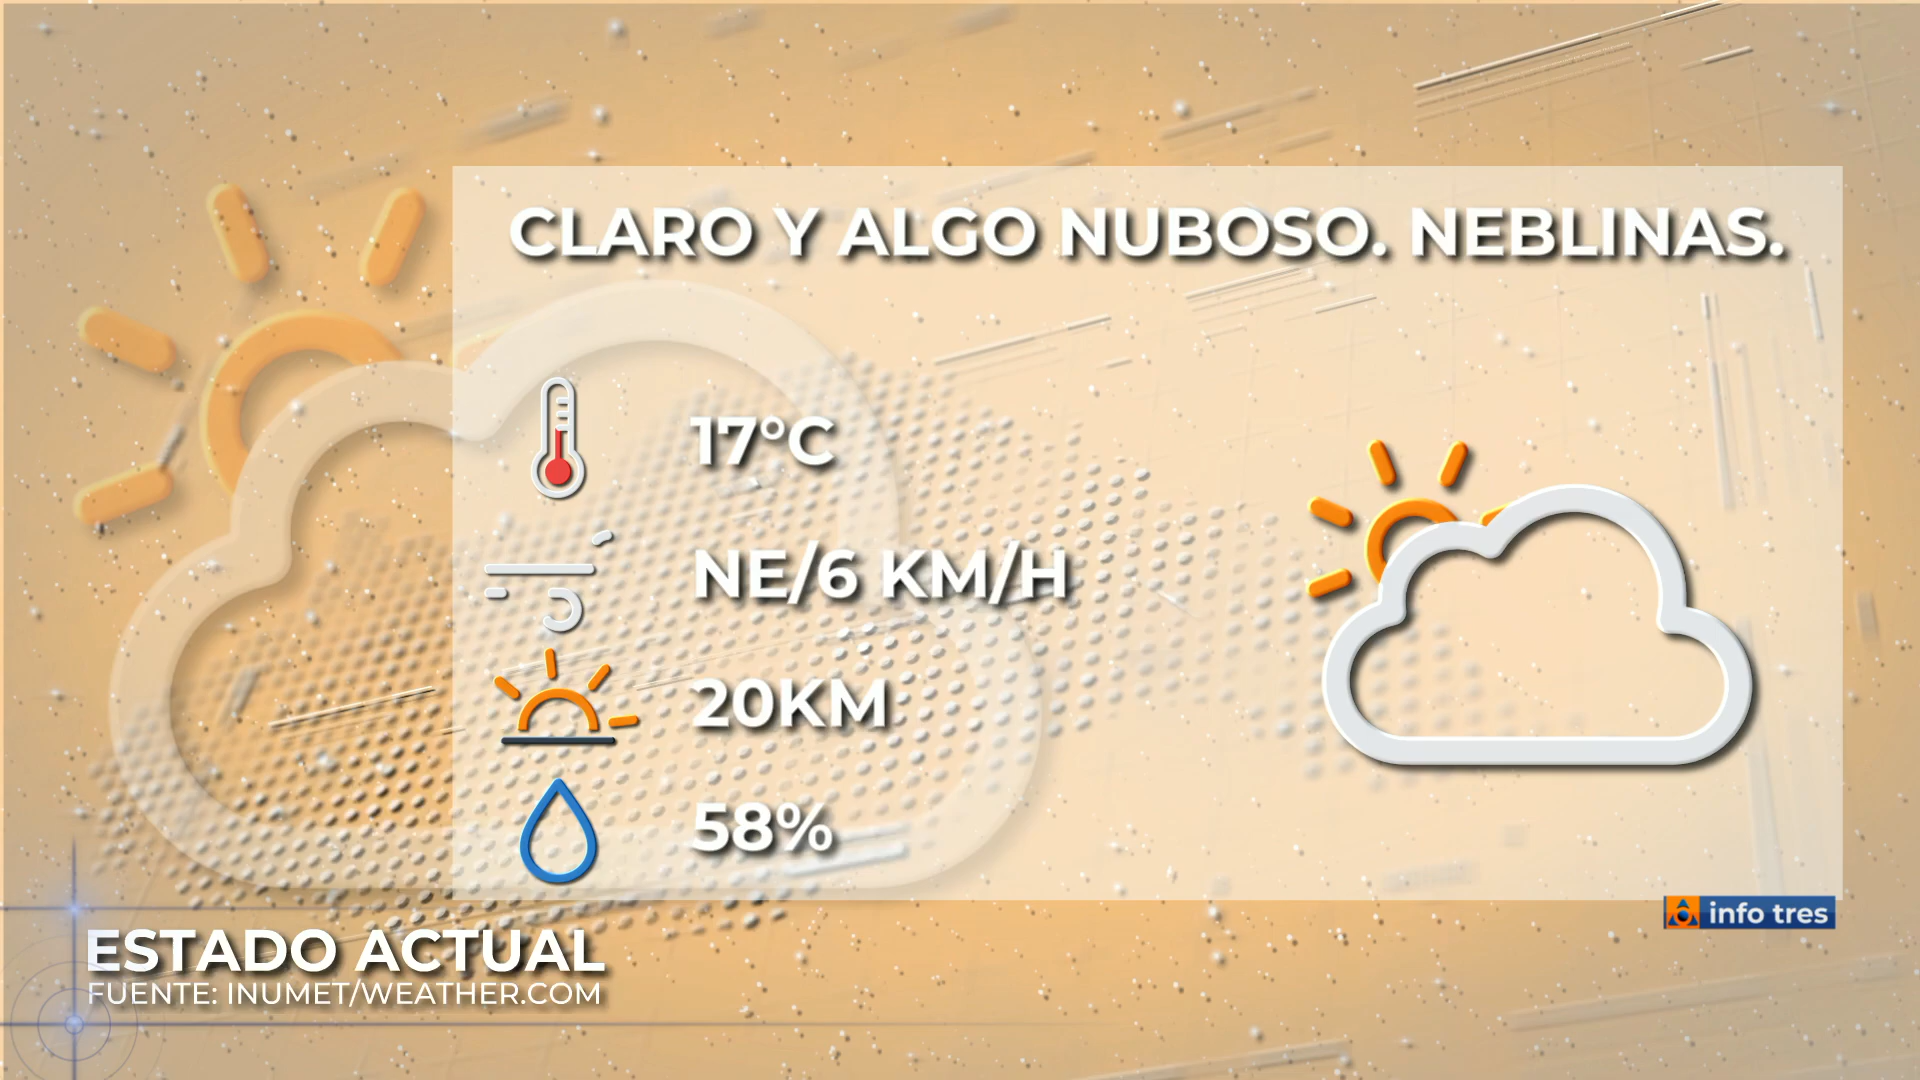 CLARO Y ALGO NUBOSO. NEBLINAS.
17°C
NE/6 KM/H
20KM
58%
info tres
ESTADO ACTUAL
FUENTE: INUMET/WEATHER.COM